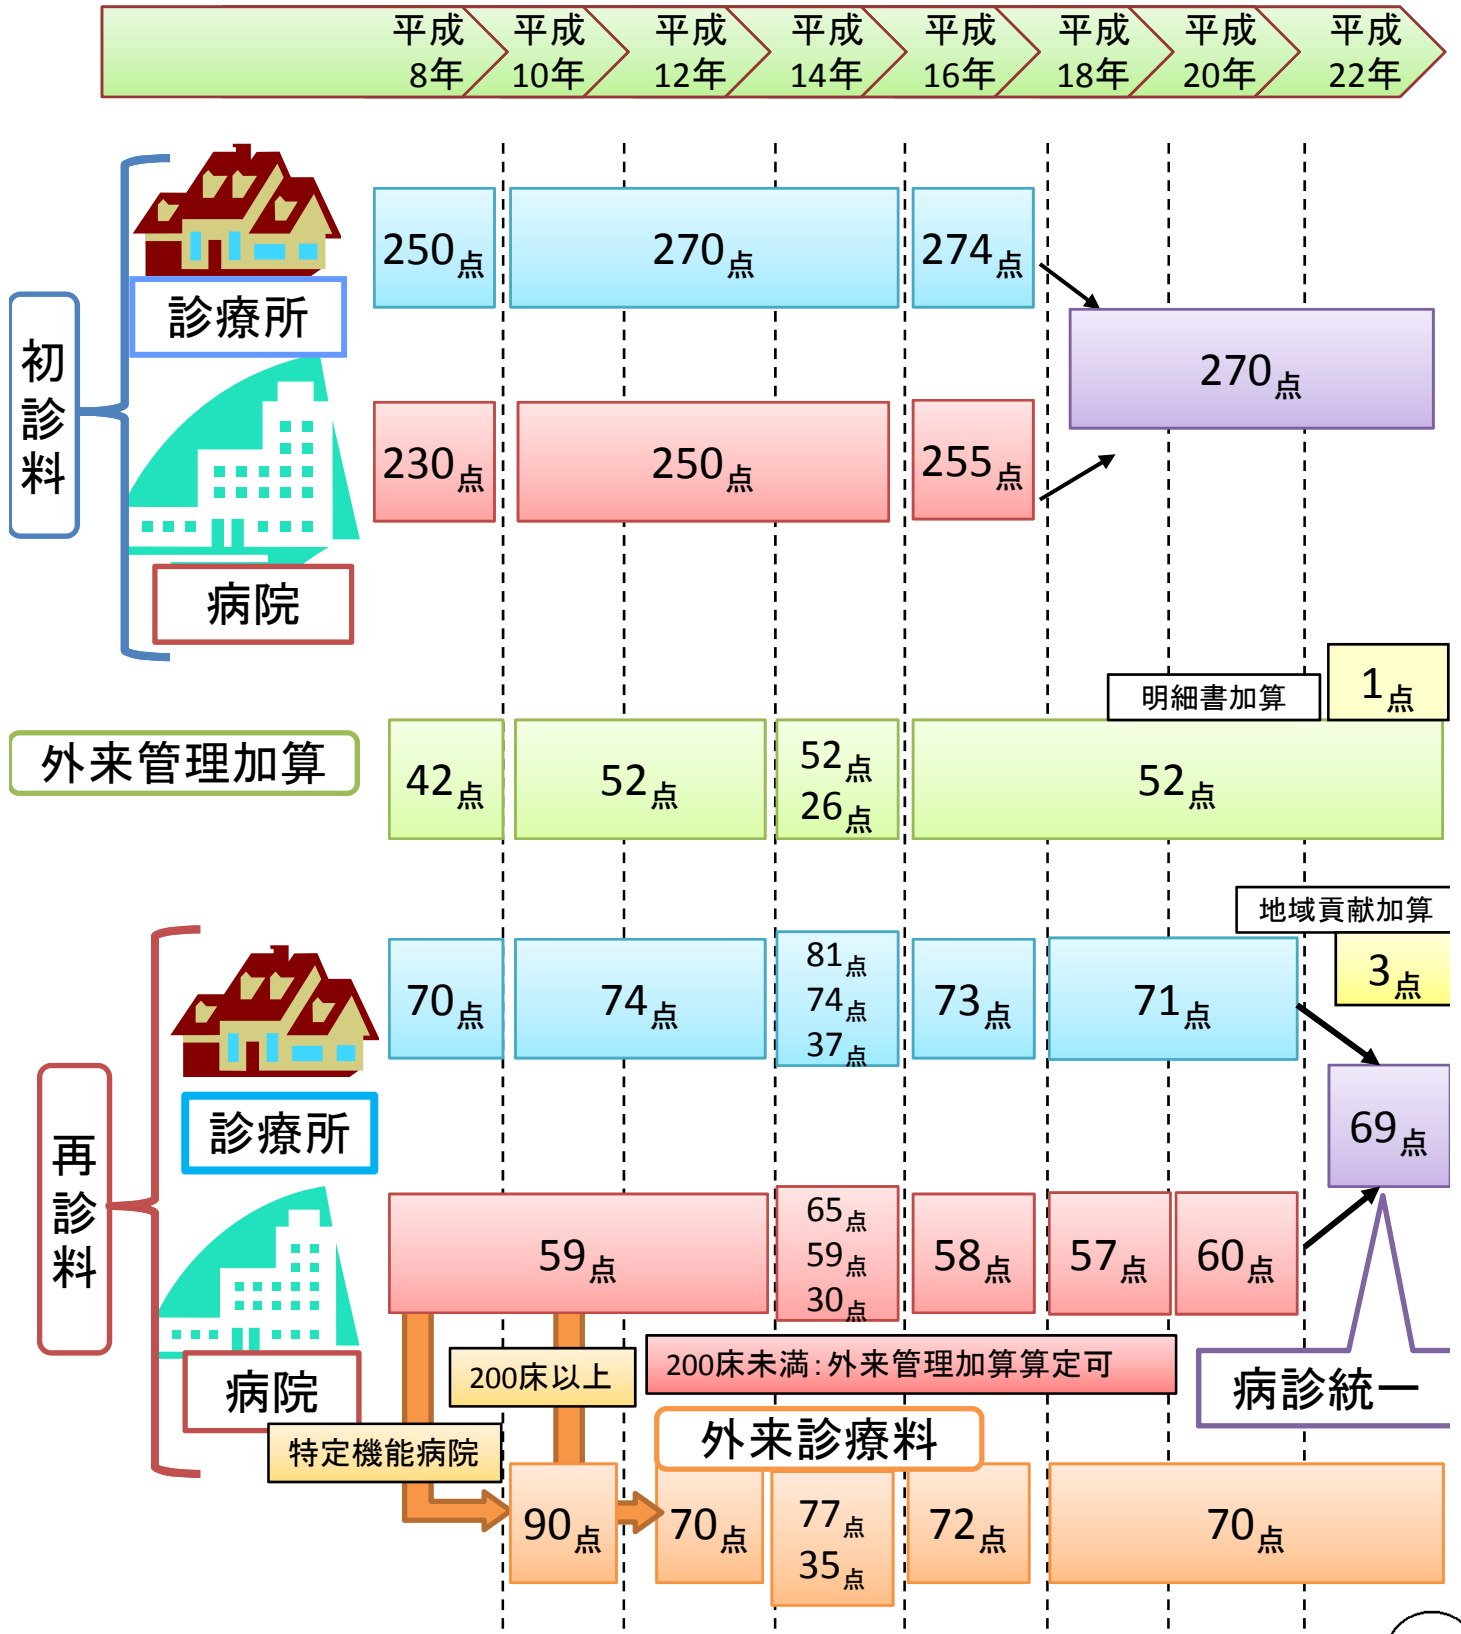 平成
8年
平成
10年
平成
12年
平成
14年
平成
16年
平成
18年
平成
20年
平成
22年
初診料
診療所
250点
270点
274点
270点
病院
230点
250点
255点
明細書加算
1点
外来管理加算
42点
52点
52点
26点
52点
地域貢献加算
3点
再診料
診療所
70点
74点
81点
74点
37点
73点
71点
69点
病院
59点
65点
59点
30点
58点
57点
60点
病診統一
200床以上
200床未満：外来管理加算算定可
特定機能病院
外来診療料
90点
70点
77点
35点
72点
70点